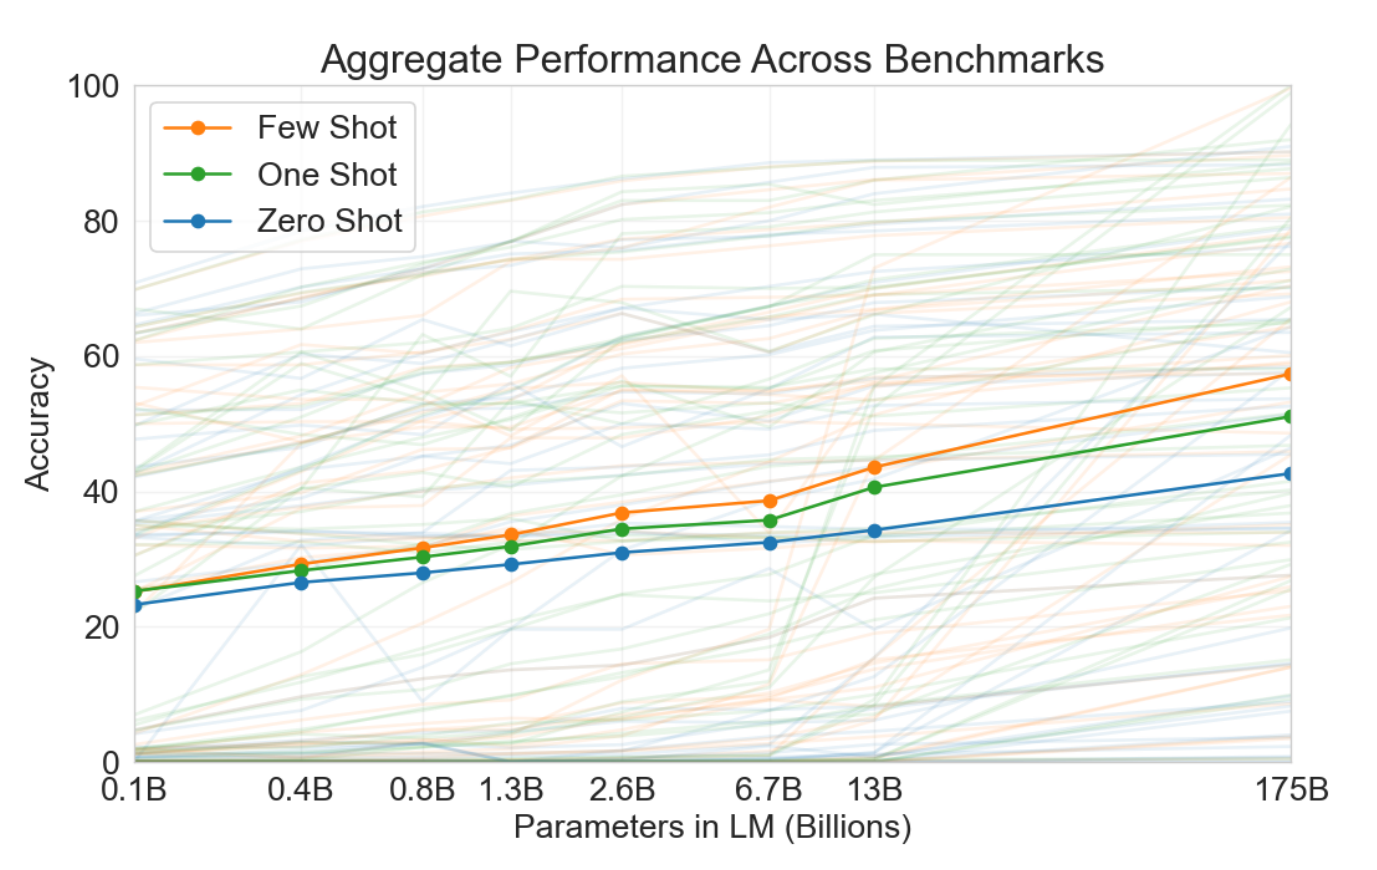 Aggregate Performance Across Benchmarks
100
Few Shot
One Shot
Zero Shot
80
60
Accuracy
40
20
0
0.1B 0.4B 0.8B 1.3B 2.6B 6.7B 13B 175B
Parameters in LM (Billions)